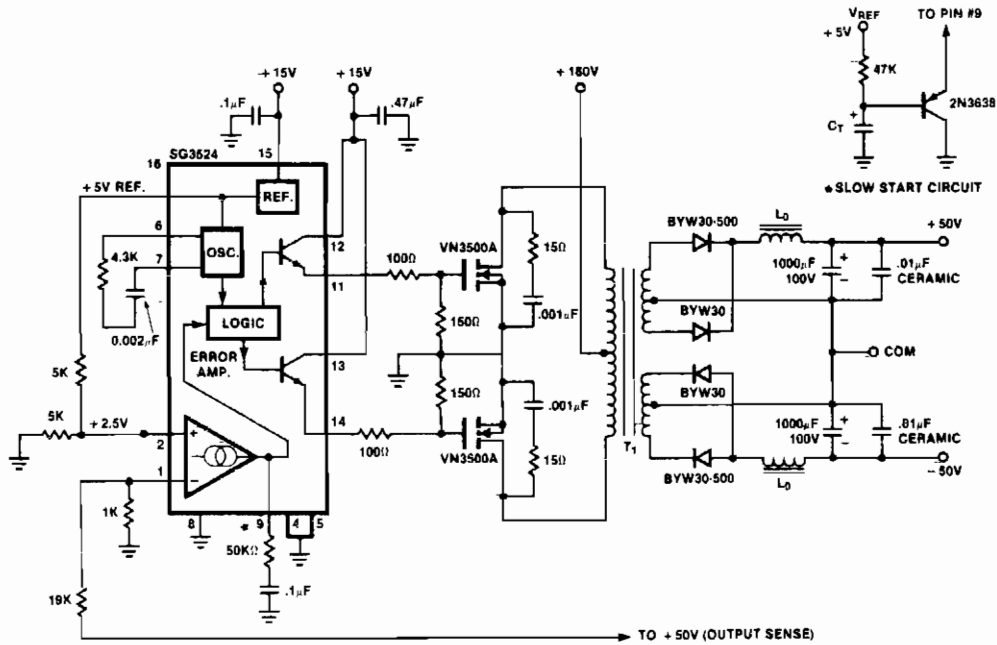 VREF
+5V
TO PIN #9
47K
2N3638
+
CT
*SLOW START CIRCUIT
+15V
+15V
+160V
.1µF
.47µF
SG3524
16
15
+5V REF.
REF.
6
OSC.
12
7
4.3K
11
100Ω
VN3500A
15Ω
150Ω
.001µF
LOGIC
0.002µF
ERROR
AMP.
13
5K
150Ω
.001µF
5K
+2.5V
+
2
14
100Ω
VN3500A
15Ω
T1
1
−
1K
8
*
9
4
5
50KΩ
.1µF
19K
TO +50V (OUTPUT SENSE)
BYW30-500
LO
+50V
1000µF
100V
+
−
.01µF
CERAMIC
BYW30
COM
BYW30
1000µF
100V
+
−
.01µF
CERAMIC
BYW30-500
LO
−50V